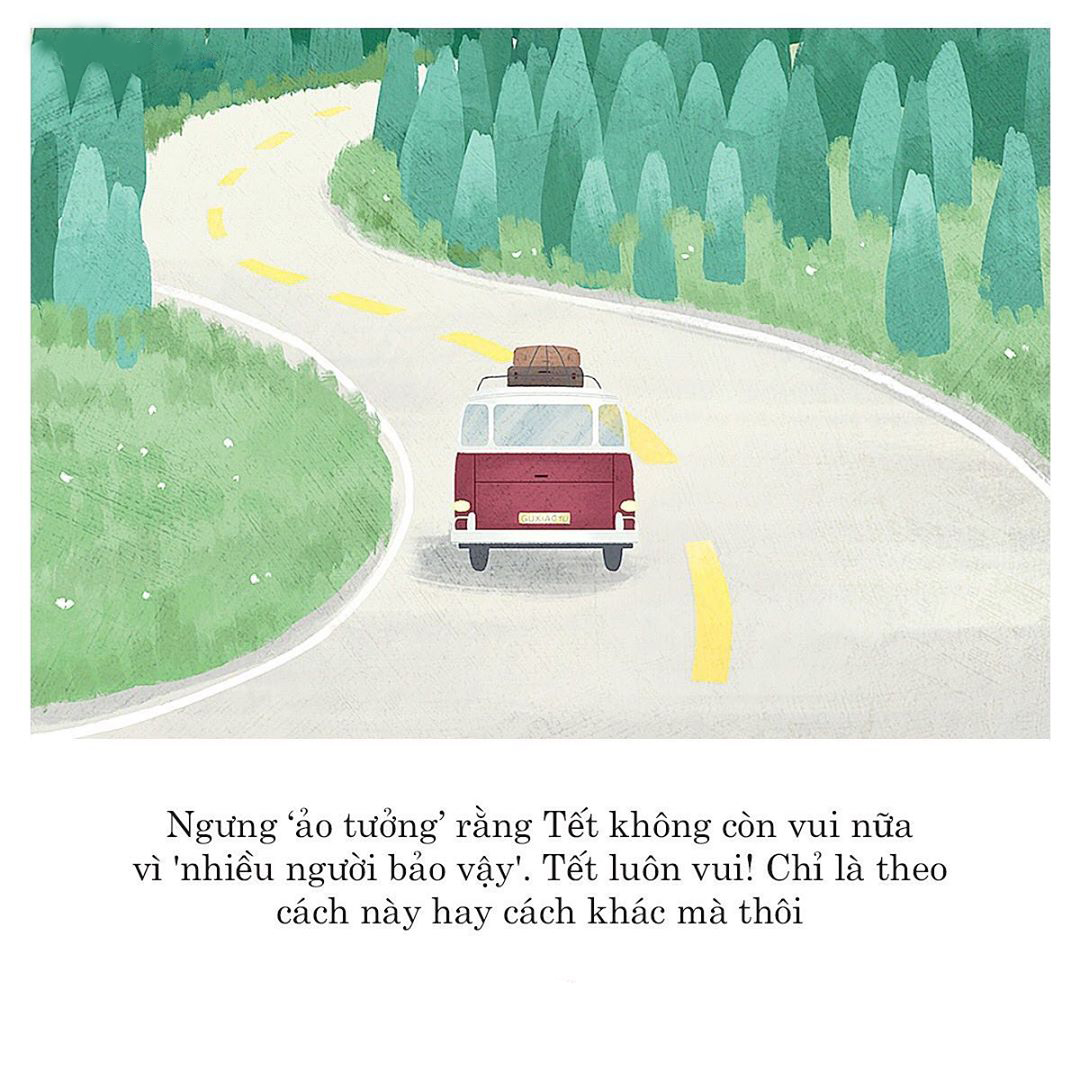 GUXIAOYU
Ngưng ‘ảo tưởng’ rằng Tết không còn vui nữa
vì 'nhiều người bảo vậy'. Tết luôn vui! Chỉ là theo
cách này hay cách khác mà thôi